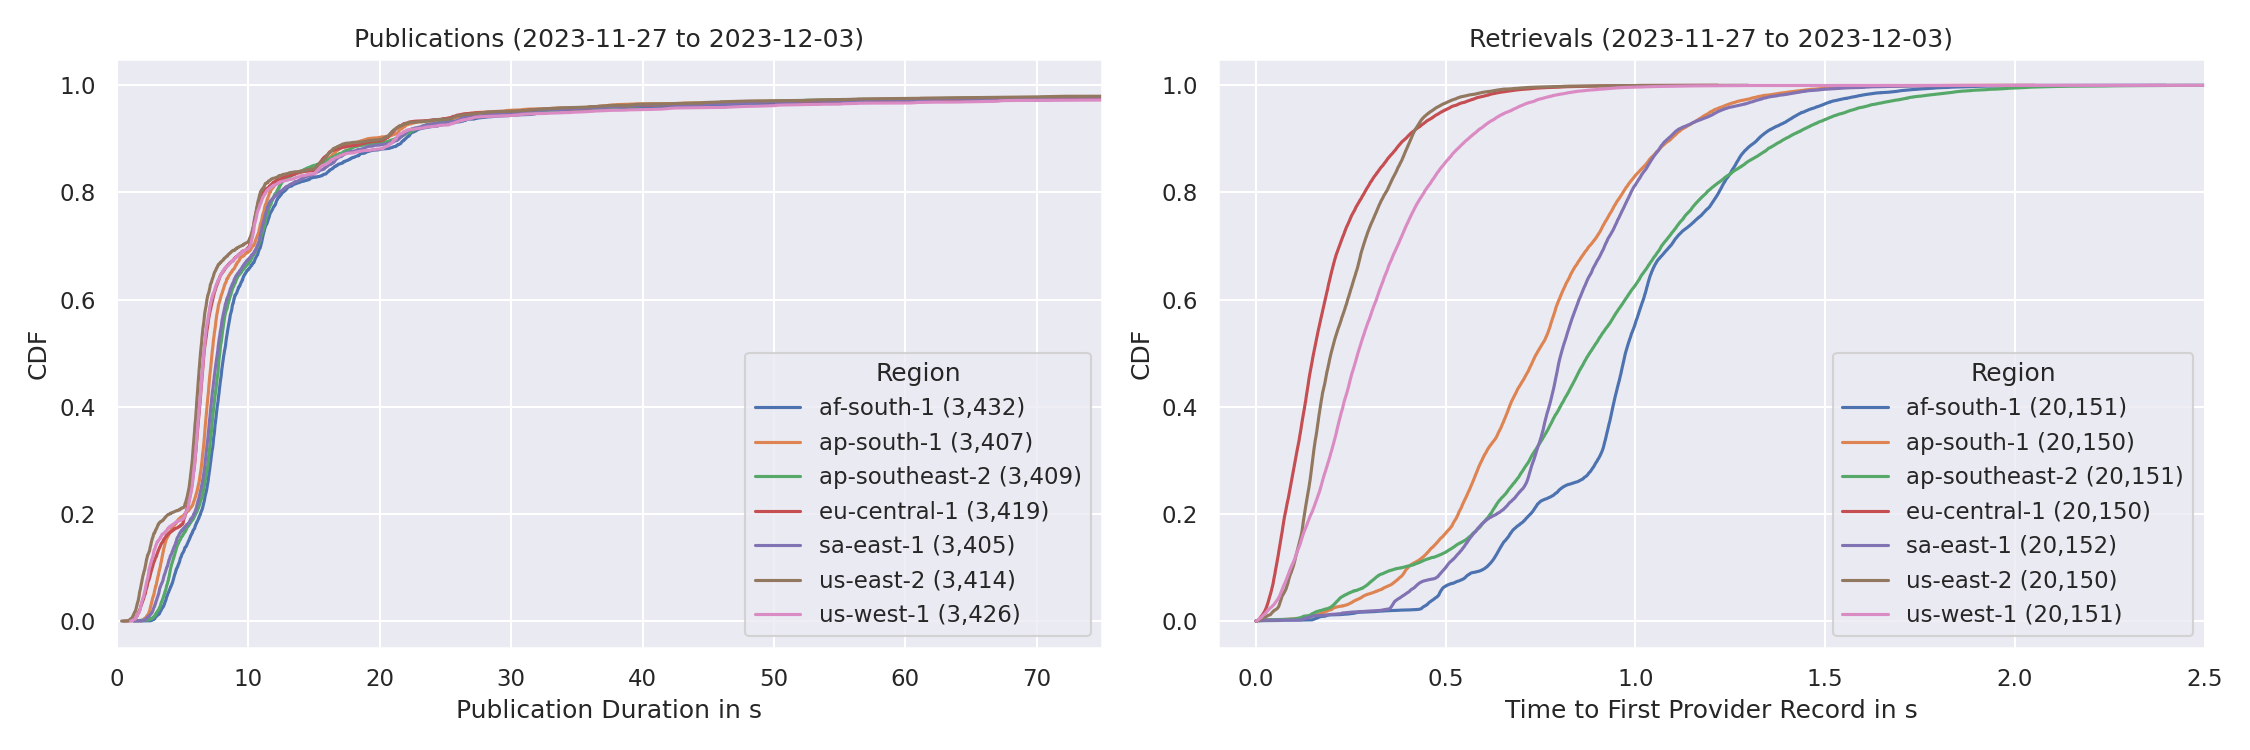 Publications (2023-11-27 to 2023-12-03)
CDF
1.0
0.8
0.6
0.4
0.2
0.0
0 10 20 30 40 50 60 70
Publication Duration in s
Region
af-south-1 (3,432)
ap-south-1 (3,407)
ap-southeast-2 (3,409)
eu-central-1 (3,419)
sa-east-1 (3,405)
us-east-2 (3,414)
us-west-1 (3,426)
Retrievals (2023-11-27 to 2023-12-03)
CDF
1.0
0.8
0.6
0.4
0.2
0.0
0.0 0.5 1.0 1.5 2.0 2.5
Time to First Provider Record in s
Region
af-south-1 (20,151)
ap-south-1 (20,150)
ap-southeast-2 (20,151)
eu-central-1 (20,150)
sa-east-1 (20,152)
us-east-2 (20,150)
us-west-1 (20,151)